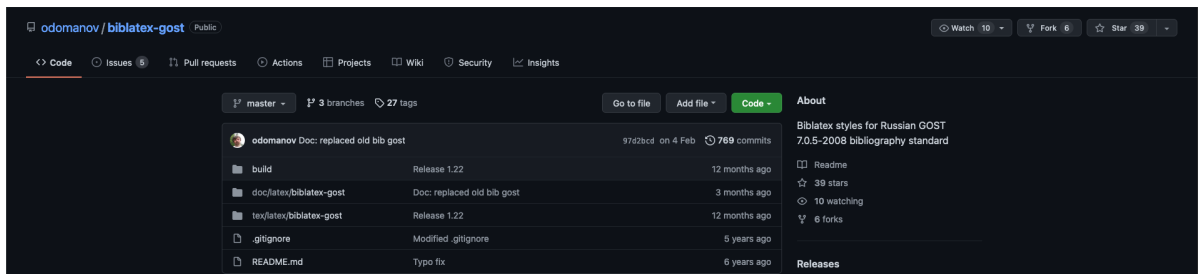 odomanov / biblatex-gost Public
Watch 10 Fork 6 Star 39
<> Code Issues 5 Pull requests Actions Projects Wiki Security Insights
master 3 branches 27 tags Go to file Add file Code
odomanov Doc: replaced old bib gost 97d2bcd on 4 Feb 769 commits
build Release 1.22 12 months ago
doc/latex/biblatex-gost Doc: replaced old bib gost 3 months ago
tex/latex/biblatex-gost Release 1.22 12 months ago
.gitignore Modified .gitignore 5 years ago
README.md Typo fix 6 years ago
About
Biblatex styles for Russian GOST
7.0.5-2008 bibliography standard
Readme
39 stars
10 watching
6 forks
Releases